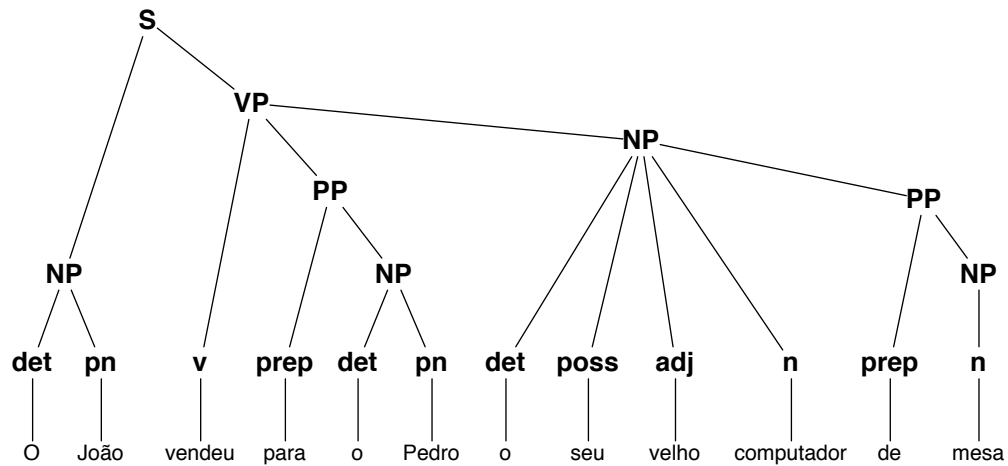 S
VP
NP
PP PP
NP NP NP
det pn v prep det pn det poss adj n prep n
O João vendeu para o Pedro o seu velho computador de mesa